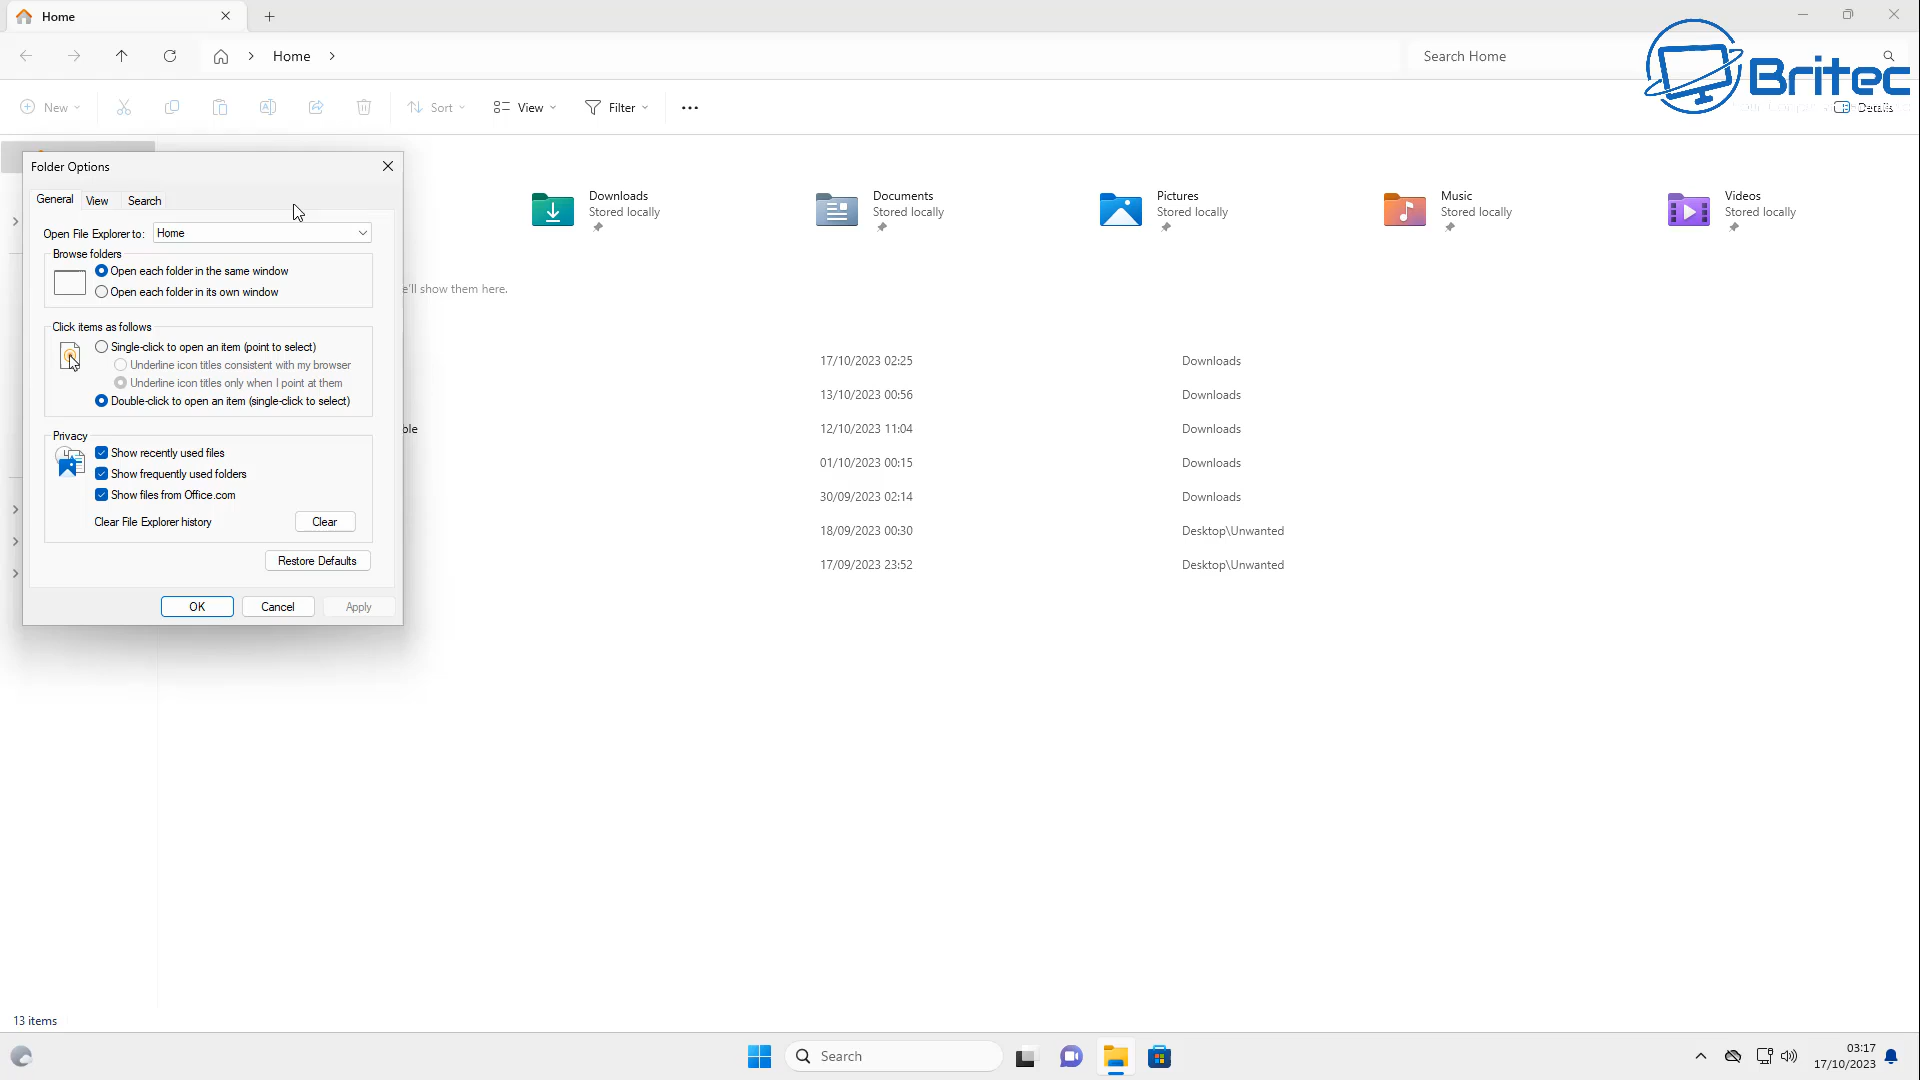 Home
Home
Search Home
Britec
New
Sort
View
Filter
Details
Folder Options
General
View
Search
Open File Explorer to:
Home
Browse folders
Open each folder in the same window
Open each folder in its own window
Click items as follows
Single-click to open an item (point to select)
Underline icon titles consistent with my browser
Underline icon titles only when I point at them
Double-click to open an item (single-click to select)
Privacy
Show recently used files
Show frequently used folders
Show files from Office.com
Clear File Explorer history
Clear
Restore Defaults
OK
Cancel
Apply
Downloads
Stored locally
Documents
Stored locally
Pictures
Stored locally
Music
Stored locally
Videos
Stored locally
e'll show them here.
17/10/2023 02:25 Downloads
13/10/2023 00:56 Downloads
ble 12/10/2023 11:04 Downloads
01/10/2023 00:15 Downloads
30/09/2023 02:14 Downloads
18/09/2023 00:30 Desktop\Unwanted
17/09/2023 23:52 Desktop\Unwanted
13 items
Search
03:17
17/10/2023